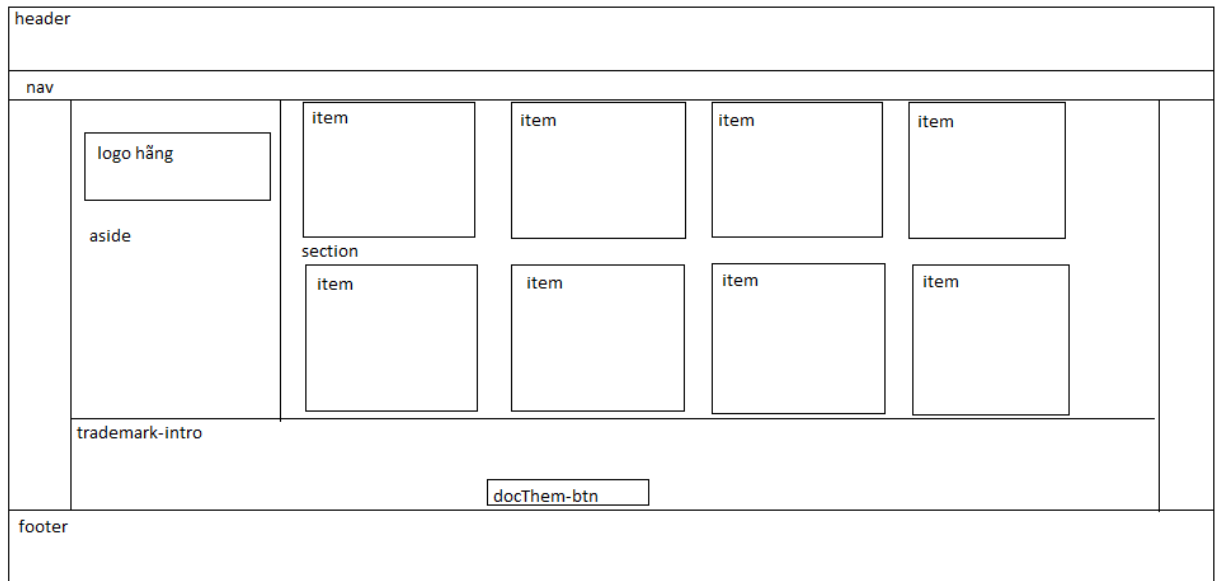 header
nav
logo hãng
aside
item
item
item
item
section
item
item
item
item
trademark-intro
docThem-btn
footer